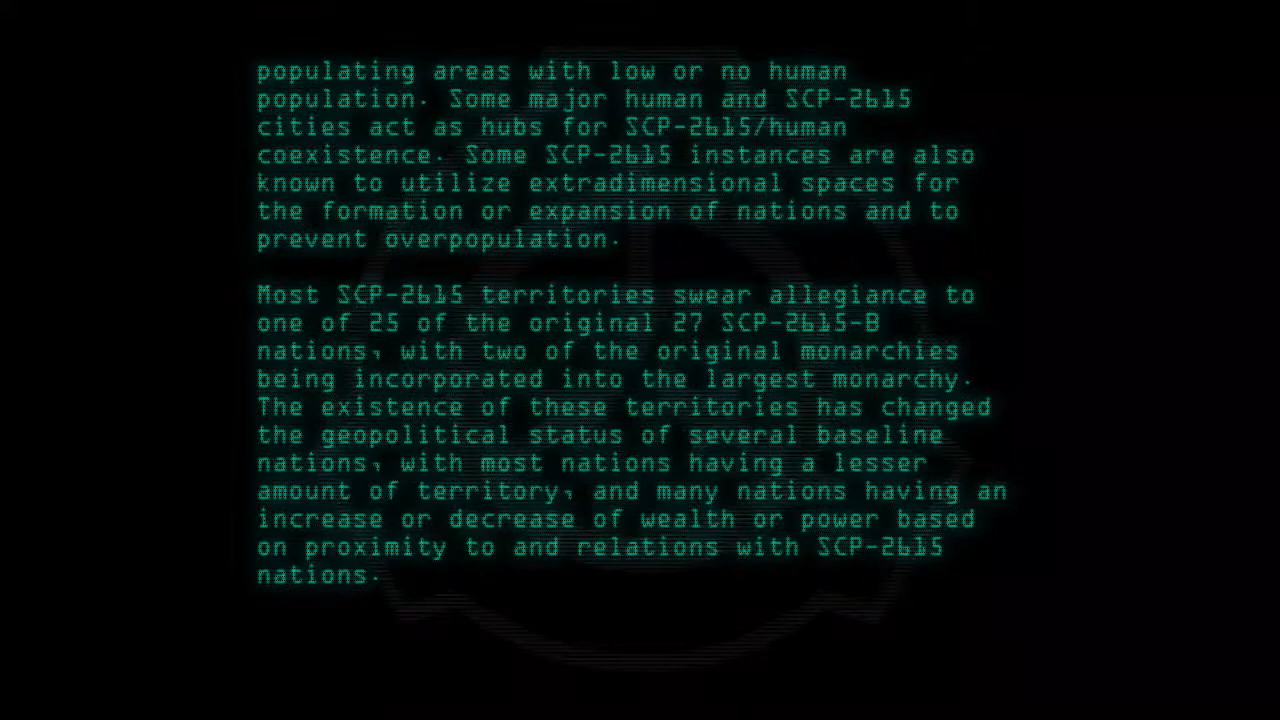 populating areas with low or no human
population. Some major human and SCP-2615
cities act as hubs for SCP-2615/human
coexistence. Some SCP-2615 instances are also
known to utilize extradimensional spaces for
the formation or expansion of nations and to
prevent overpopulation.
Most SCP-2615 territories swear allegiance to
one of 25 of the original 27 SCP-2615-B
nations, with two of the original monarchies
being incorporated into the largest monarchy.
The existence of these territories has changed
the geopolitical status of several baseline
nations, with most nations having a lesser
amount of territory, and many nations having an
increase or decrease of wealth or power based
on proximity to and relations with SCP-2615
nations.